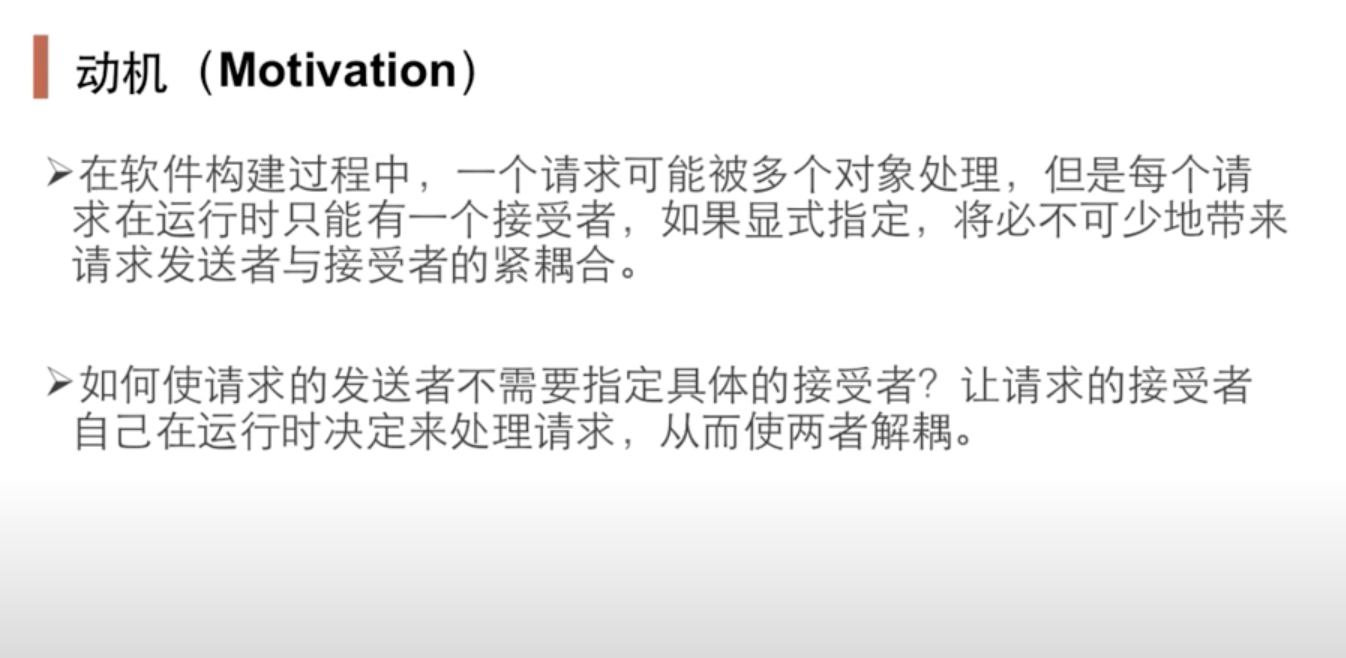 动机（Motivation）
➢在软件构建过程中，一个请求可能被多个对象处理，但是每个请
求在运行时只能有一个接受者，如果显式指定，将必不可少地带来
请求发送者与接受者的紧耦合。
➢如何使请求的发送者不需要指定具体的接受者？让请求的接受者
自己在运行时决定来处理请求，从而使两者解耦。